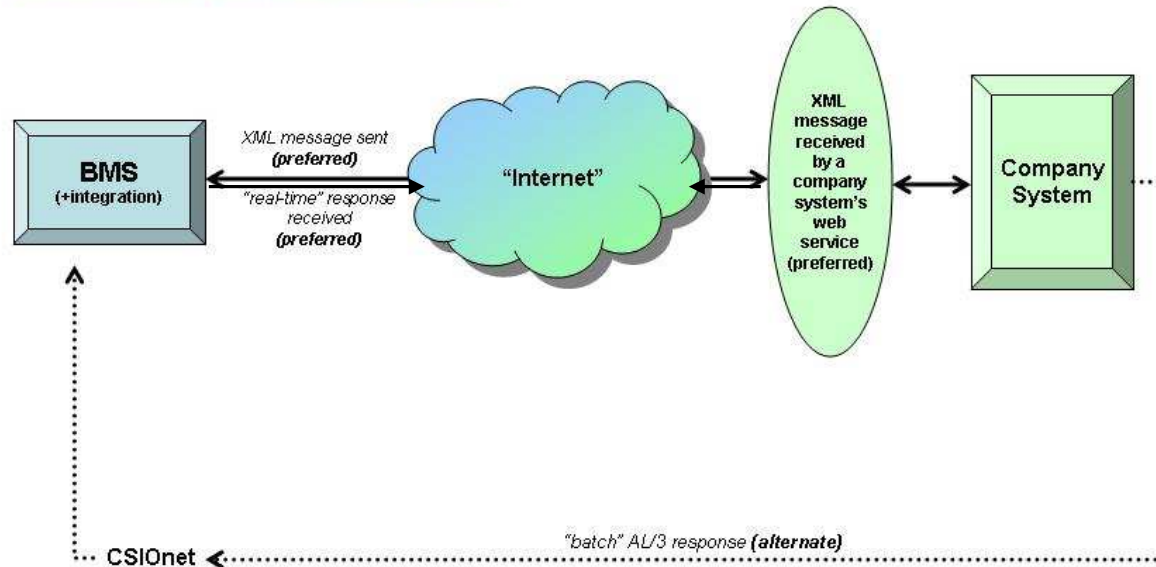 BMS
(+integration)
XML message sent
(preferred)
“real-time” response
received
(preferred)
“Internet”
XML
message
received
by a
company
system’s
web
service
(preferred)
Company
System
CSIOnet
“batch” AL/3 response (alternate)